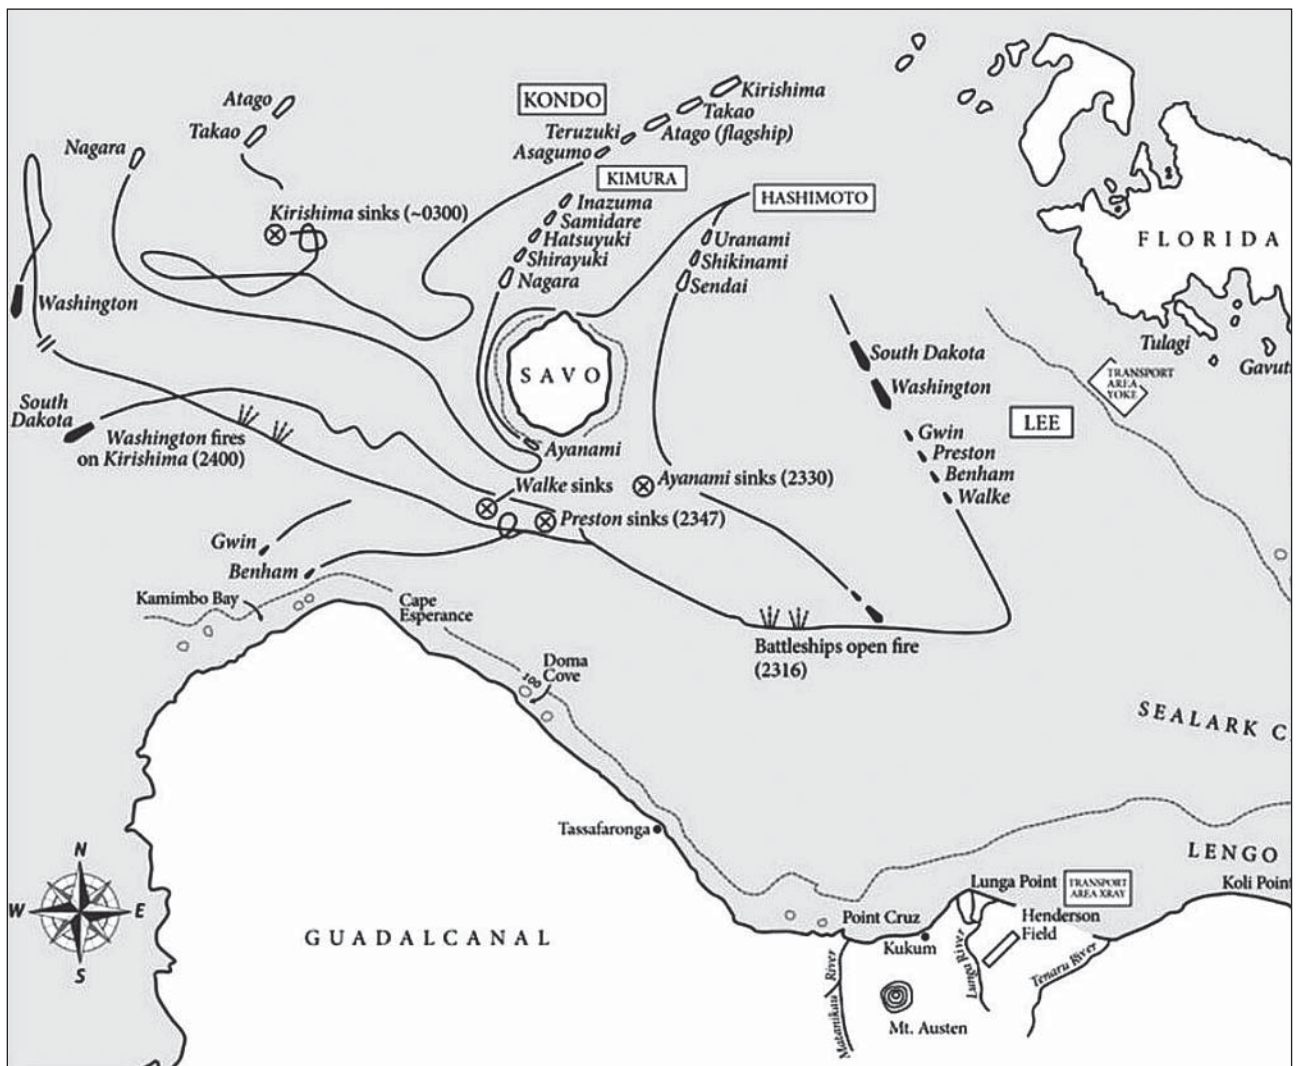 Kirishima
KONDO
Atago
Takao
Takao
Teruzuki
Atago (flagship)
Asagumo
Nagara
KIMURA
HASHIMOTO
Inazuma
Kirishima sinks (~0300)
Samidare
Hatsuyuki
Uranami
FLORIDA
Shirayuki
Shikinami
Nagara
Sendai
Washington
Tulagi
South Dakota
Gavut
SAVO
TRANSPORT
AREA
YOKE
Washington
South
Dakota
LEE
Gwin
Washington fires
on Kirishima (2400)
Ayanami
Preston
Benham
Walke sinks
Ayanami sinks (2330)
Walke
Preston sinks (2347)
Gwin
Benham
Kamimbo Bay
Cape
Esperance
Battleships open fire
(2316)
Doma
Cove
100
SEALARK C
Tassafaronga
N
LENGO
W
E
S
Lunga Point
TRANSPORT
AREA XRAY
Koli Point
Point Cruz
Henderson
Field
GUADALCANAL
Kukum
Matanikau River
Lunga River
Tenaru River
Mt. Austen